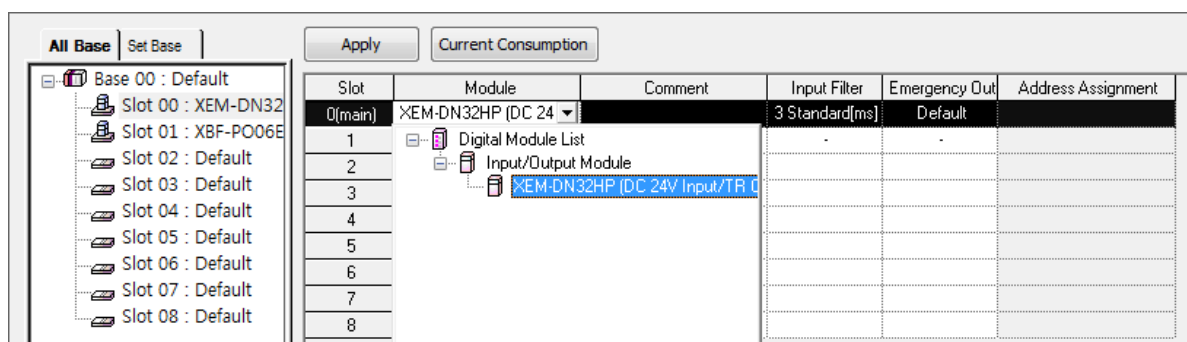 All Base Set Base Apply Current Consumption
Base 00 : Default
Slot 00 : XEM-DN32
Slot 01 : XBF-PO06E
Slot 02 : Default
Slot 03 : Default
Slot 04 : Default
Slot 05 : Default
Slot 06 : Default
Slot 07 : Default
Slot 08 : Default
Slot Module Comment Input Filter Emergency Out Address Assignment
0(main) XEM-DN32HP (DC 24 3 Standard[ms] Default
1 - -
2
3
4
5
6
7
8
Digital Module List
Input/Output Module
XEM-DN32HP (DC 24V Input/TR